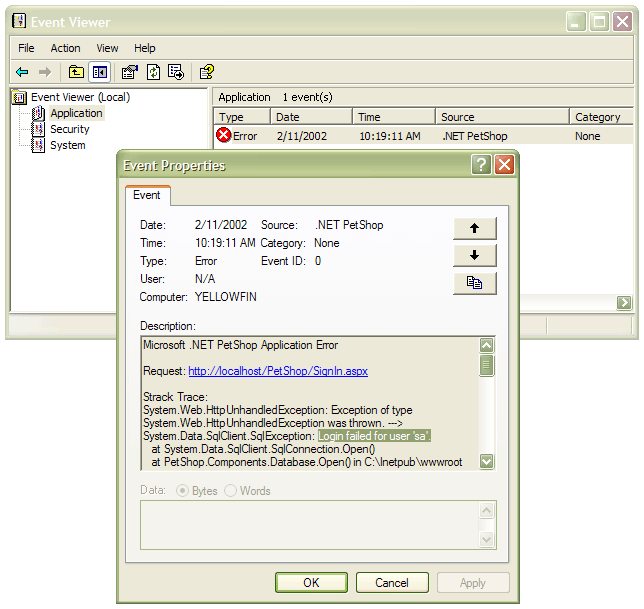 Event Viewer
File Action View Help
Event Viewer (Local)
Application
Security
System
Application 1 event(s)
Type Date Time Source Category
Error 2/11/2002 10:19:11 AM .NET PetShop None
Event Properties
Event
Date: 2/11/2002 Source: .NET PetShop
Time: 10:19:11 AM Category: None
Type: Error Event ID: 0
User: N/A
Computer: YELLOWFIN
Description:
Microsoft .NET PetShop Application Error
Request: http://localhost/PetShop/SignIn.aspx
Strack Trace:
System.Web.HttpUnhandledException: Exception of type
System.Web.HttpUnhandledException was thrown. --->
System.Data.SqlClient.SqlException: Login failed for user 'sa'.
at System.Data.SqlClient.SqlConnection.Open()
at PetShop.Components.Database.Open() in C:\Inetpub\wwwroot
Data: Bytes Words
OK Cancel Apply